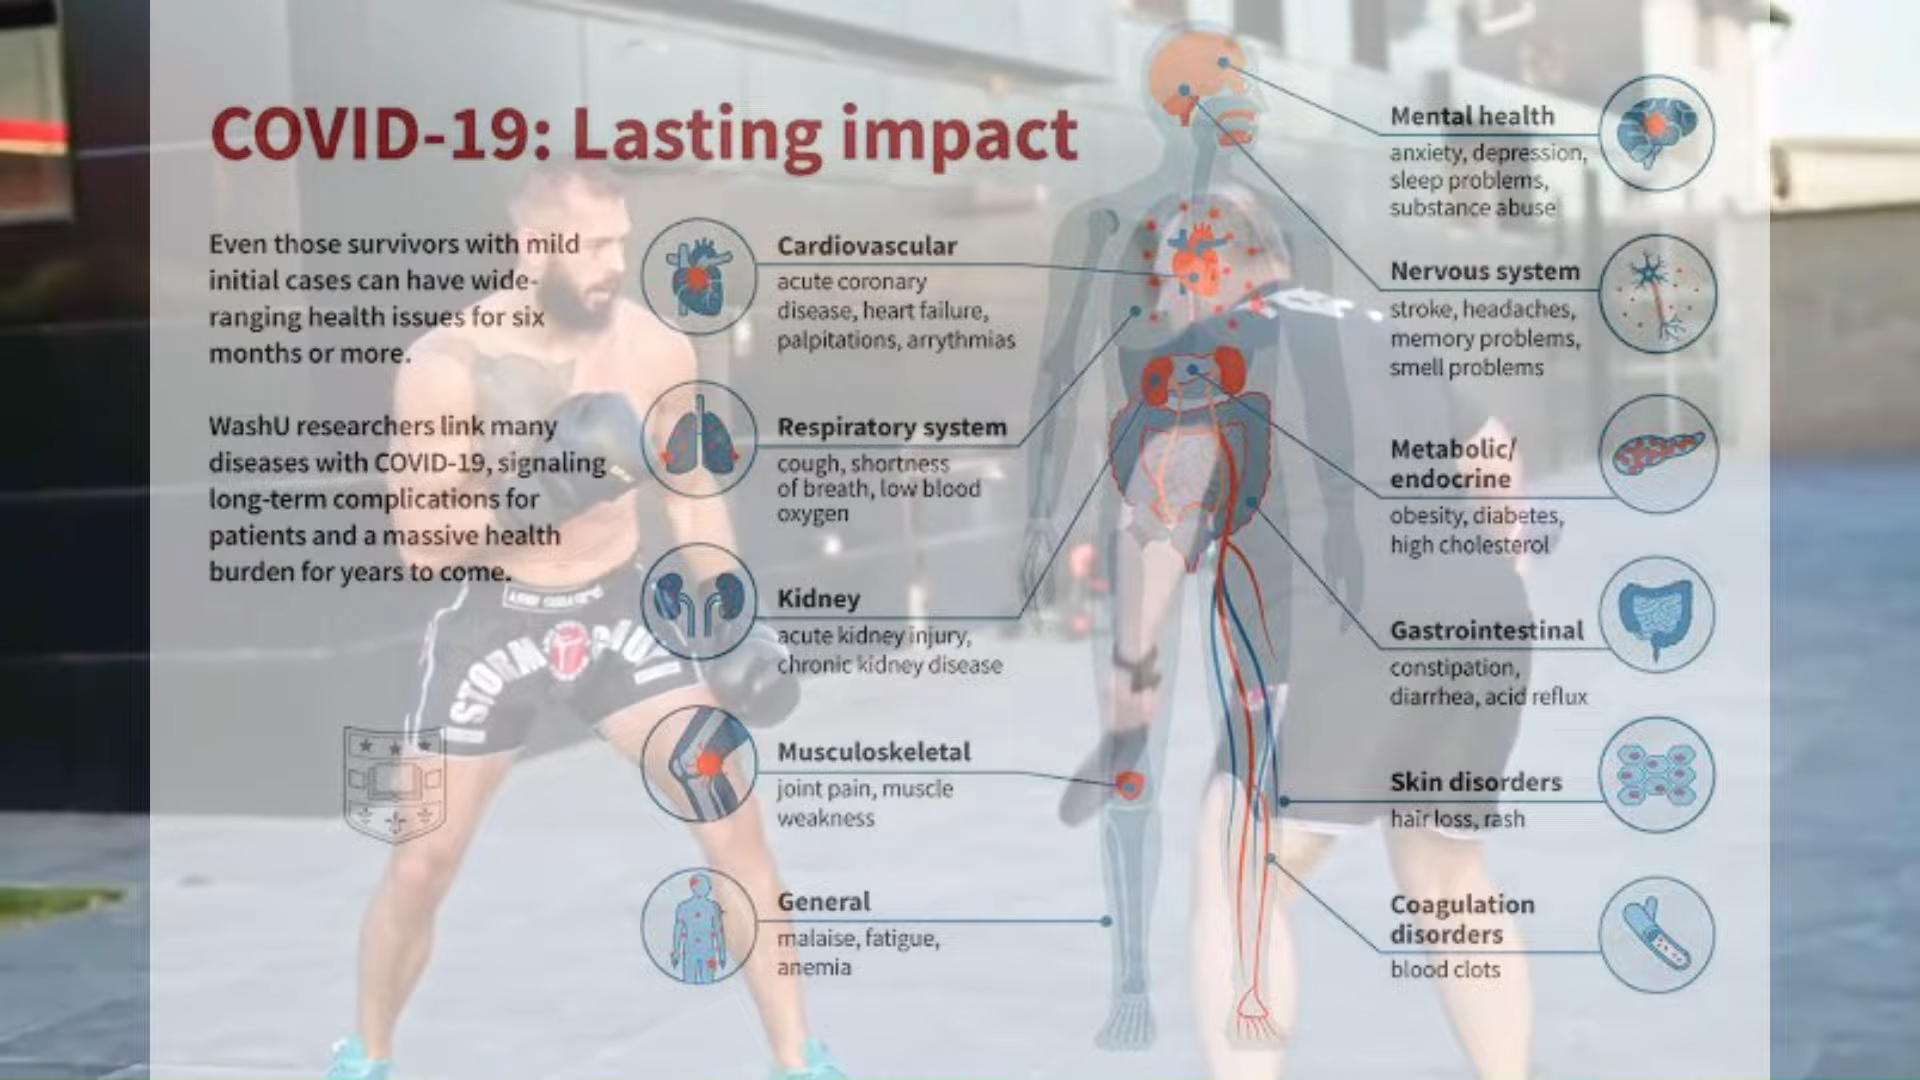 COVID-19: Lasting impact
Even those survivors with mild
initial cases can have wide-
ranging health issues for six
months or more.
WashU researchers link many
diseases with COVID-19, signaling
long-term complications for
patients and a massive health
burden for years to come.
Cardiovascular
acute coronary
disease, heart failure,
palpitations, arrythmias
Respiratory system
cough, shortness
of breath, low blood
oxygen
Kidney
acute kidney injury,
chronic kidney disease
Musculoskeletal
joint pain, muscle
weakness
General
malaise, fatigue,
anemia
Mental health
anxiety, depression,
sleep problems,
substance abuse
Nervous system
stroke, headaches,
memory problems,
smell problems
Metabolic/
endocrine
obesity, diabetes,
high cholesterol
Gastrointestinal
constipation,
diarrhea, acid reflux
Skin disorders
hair loss, rash
Coagulation
disorders
blood clots